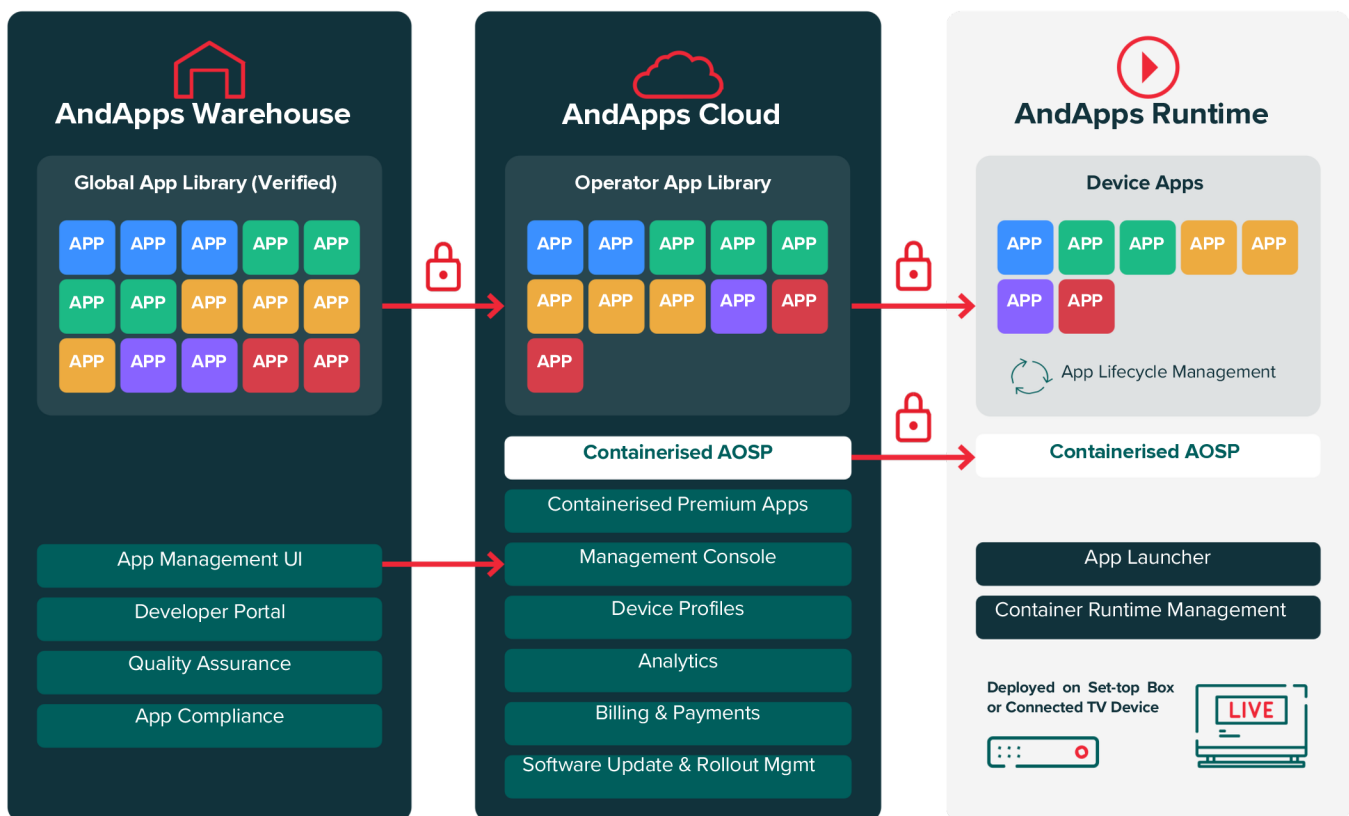 AndApps Warehouse
Global App Library (Verified)
APP APP APP APP APP
APP APP APP APP APP
APP APP APP APP APP
App Management UI
Developer Portal
Quality Assurance
App Compliance
AndApps Cloud
Operator App Library
APP APP APP APP APP
APP APP APP APP APP
APP
Containerised AOSP
Containerised Premium Apps
Management Console
Device Profiles
Analytics
Billing & Payments
Software Update & Rollout Mgmt
AndApps Runtime
Device Apps
APP APP APP APP APP
APP APP
App Lifecycle Management
Containerised AOSP
App Launcher
Container Runtime Management
Deployed on Set-top Box
or Connected TV Device
LIVE